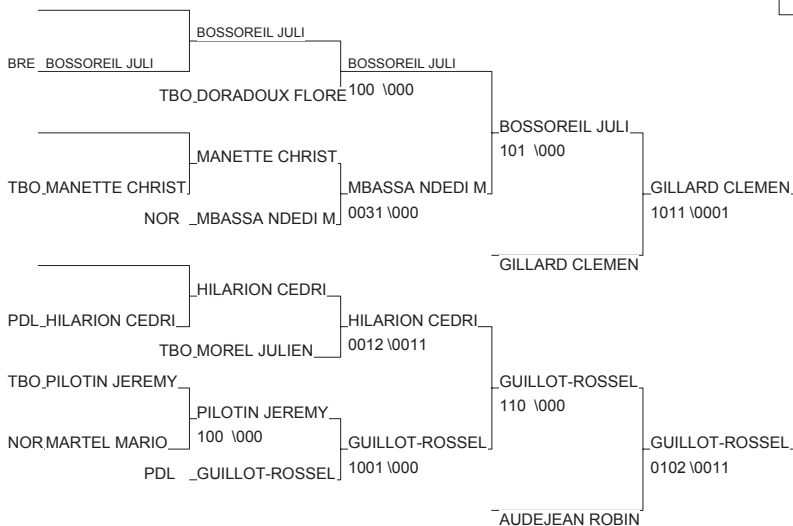 BOSSOREIL JULI
BRE BOSSOREIL JULI BOSSOREIL JULI
TBO DORADOUX FLORE 100 \000
BOSSOREIL JULI
101 \000
MANETTE CHRIST
TBO MANETTE CHRIST MBASSA NDEDI M GILLARD CLEMEN
NOR MBASSA NDEDI M 0031 \000 1011 \0001
GILLARD CLEMEN
HILARION CEDRI
PDL HILARION CEDRI HILARION CEDRI
TBO MOREL JULIEN 0012 \0011
TBO PILOTIN JEREMY GUILLOT-ROSSEL
110 \000
PILOTIN JEREMY
NOR MARTEL MARIO 100 \000 GUILLOT-ROSSEL GUILLOT-ROSSEL
PDL GUILLOT-ROSSEL 1001 \000 0102 \0011
AUDEJEAN ROBIN